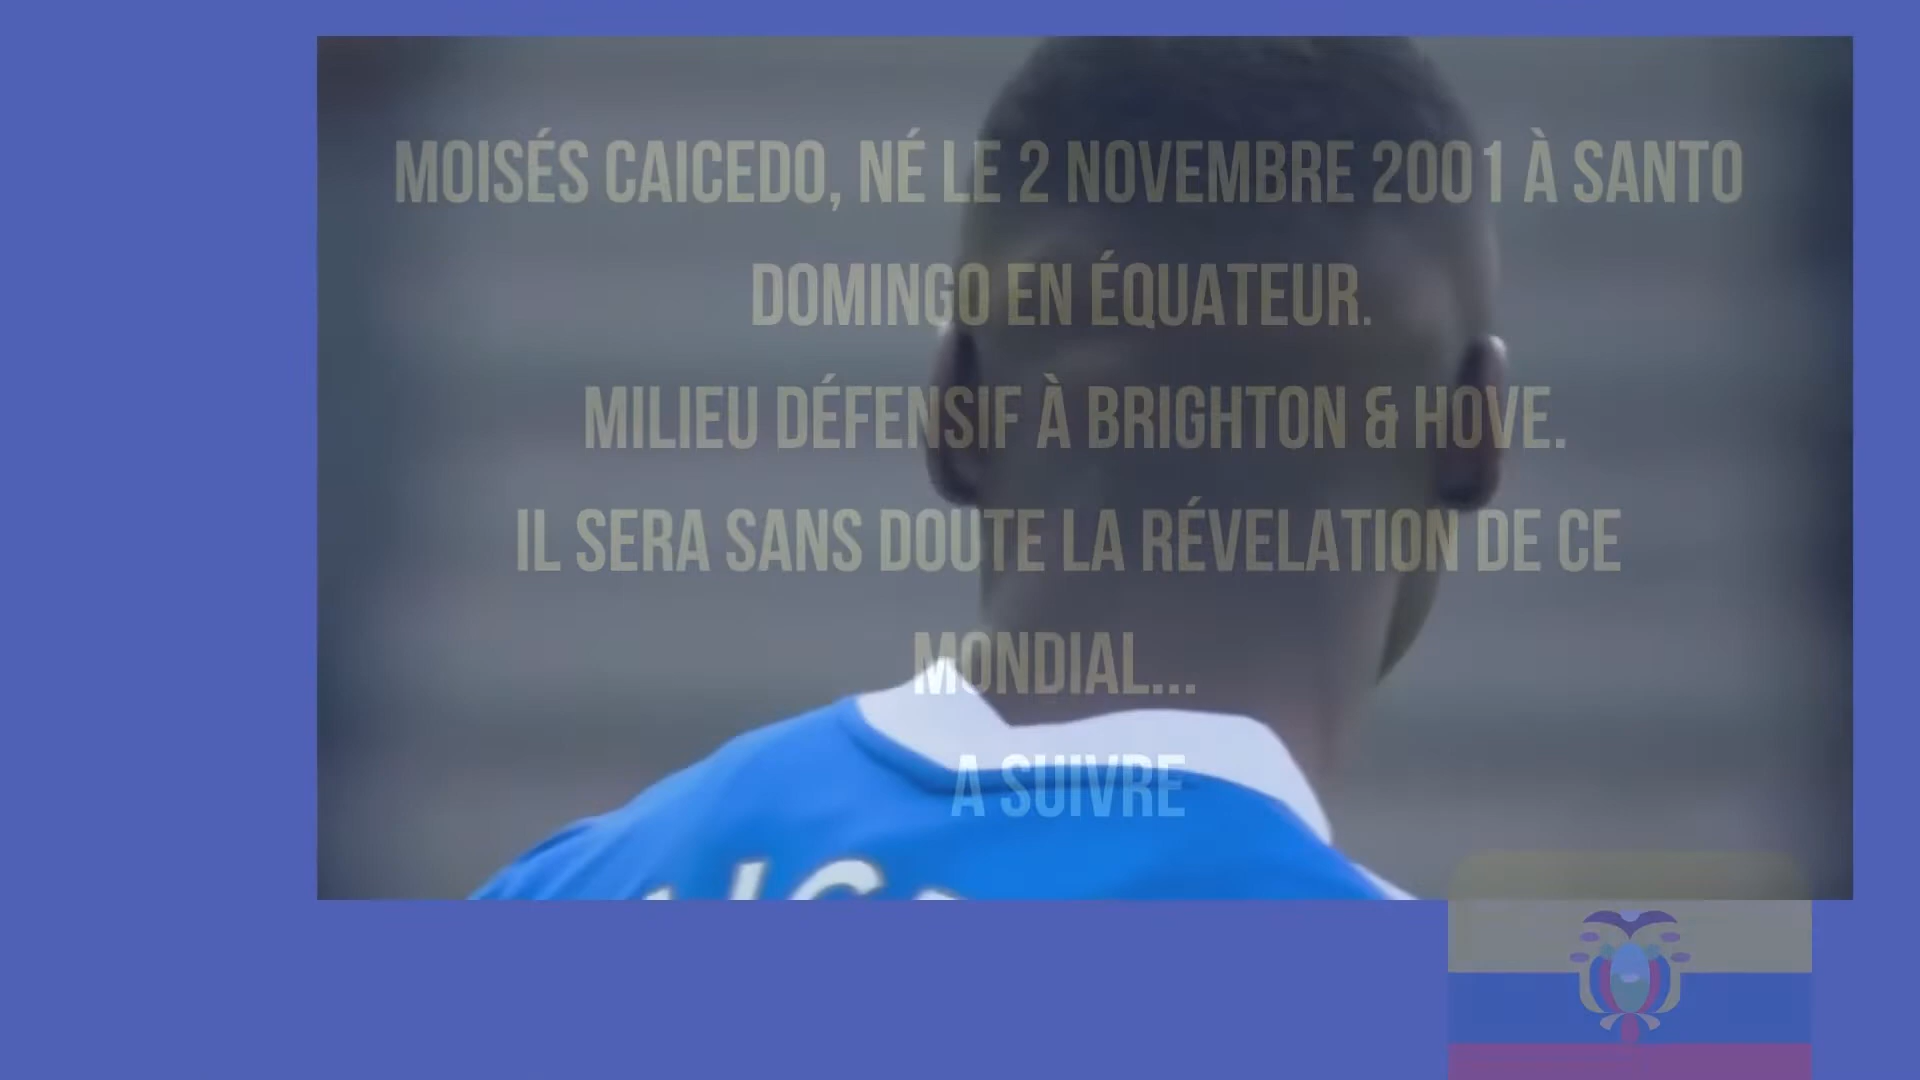 MOISÉS CAICEDO, NÉ LE 2 NOVEMBRE 2001 À SANTO
DOMINGO EN ÉQUATEUR.
MILIEU DÉFENSIF À BRIGHTON & HOVE.
IL SERA SANS DOUTE LA RÉVELATION DE CE
MONDIAL...
A SUIVRE